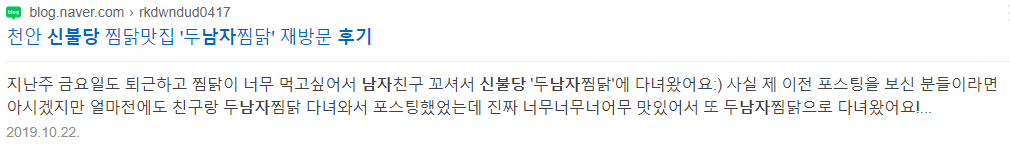 blog.naver.com › rkdwndud0417
천안 신불당 찜닭맛집 '두남자찜닭' 재방문 후기
지난주 금요일도 퇴근하고 찜닭이 너무 먹고싶어서 남자친구 꼬셔서 신불당 '두남자찜닭'에 다녀왔어요:) 사실 제 이전 포스팅을 보신 분들이라면
아시겠지만 얼마전에도 친구랑 두남자찜닭 다녀와서 포스팅했었는데 진짜 너무너무너어무 맛있어서 또 두남자찜닭으로 다녀왔어요!...
2019.10.22.